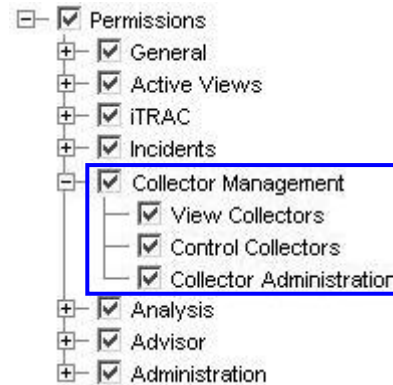 Permissions
General
Active Views
iTRAC
Incidents
Collector Management
View Collectors
Control Collectors
Collector Administration
Analysis
Advisor
Administration